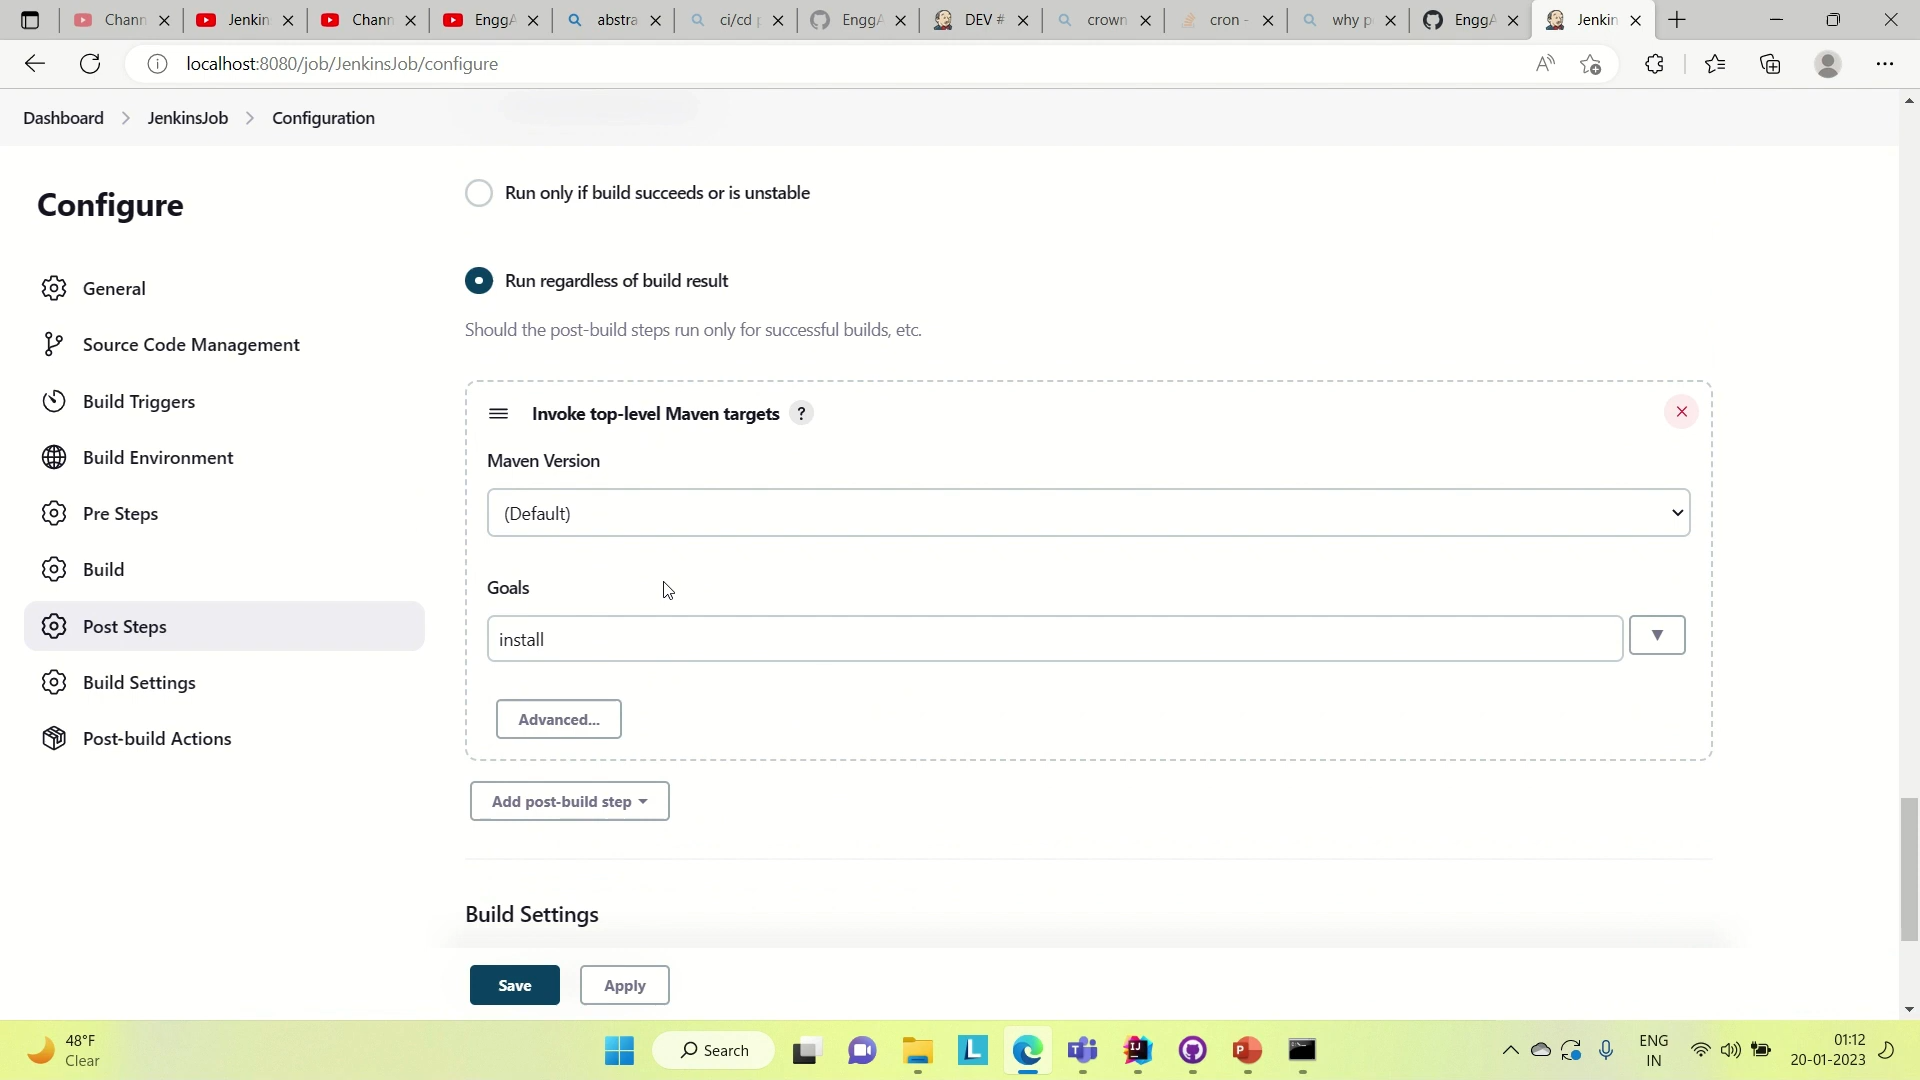 Chann
Jenkin
Chann
EnggA
abstra
ci/cd
EnggA
DEV #
crown
cron -
why p
EnggA
Jenkin
localhost:8080/job/JenkinsJob/configure
Dashboard > JenkinsJob > Configuration
Configure
General
Source Code Management
Build Triggers
Build Environment
Pre Steps
Build
Post Steps
Build Settings
Post-build Actions
Run only if build succeeds or is unstable
Run regardless of build result
Should the post-build steps run only for successful builds, etc.
Invoke top-level Maven targets ?
Maven Version
(Default)
Goals
install
Advanced...
Add post-build step
Build Settings
Save
Apply
48°F
Clear
Search
ENG
IN
01:12
20-01-2023